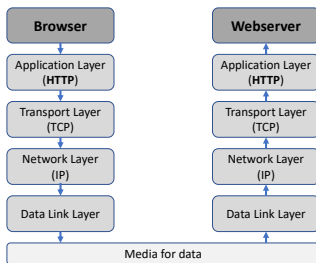 Browser
Application Layer
(HTTP)
Transport Layer
(TCP)
Network Layer
(IP)
Data Link Layer
Webserver
Application Layer
(HTTP)
Transport Layer
(TCP)
Network Layer
(IP)
Data Link Layer
Media for data